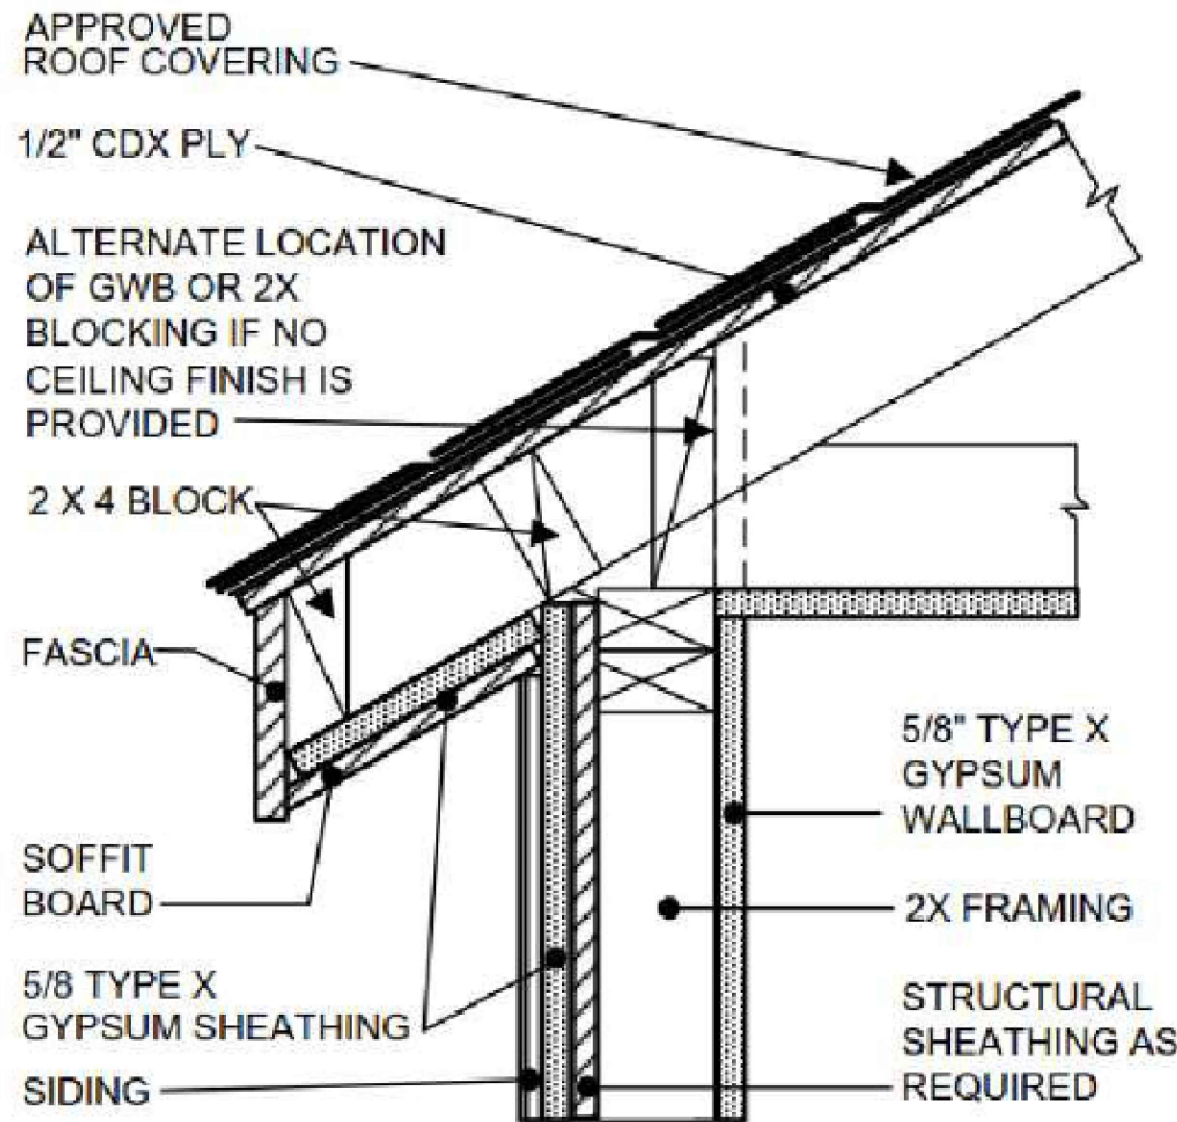 APPROVED
ROOF COVERING
1/2" CDX PLY
ALTERNATE LOCATION
OF GWB OR 2X
BLOCKING IF NO
CEILING FINISH IS
PROVIDED
2 X 4 BLOCK
FASCIA
SOFFIT
BOARD
5/8 TYPE X
GYPSUM SHEATHING
SIDING
5/8" TYPE X
GYPSUM
WALLBOARD
2X FRAMING
STRUCTURAL
SHEATHING AS
REQUIRED